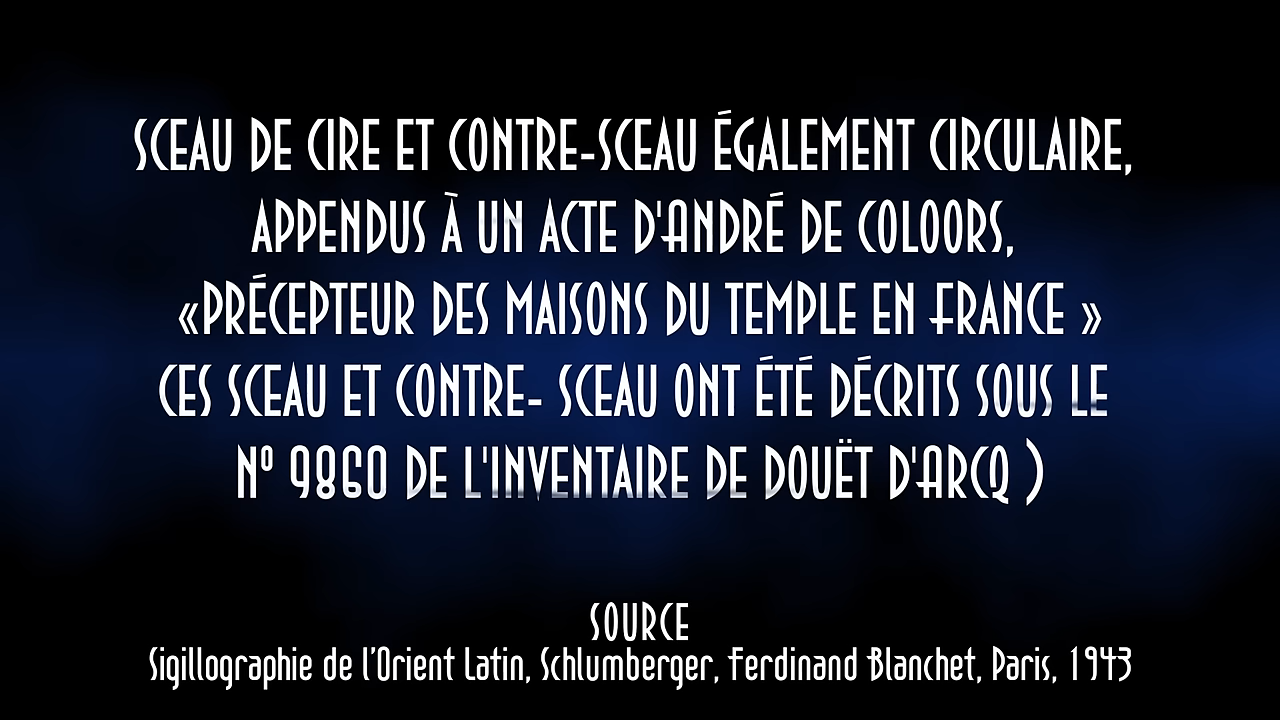 SCEAU DE CIRE ET CONTRE-SCEAU ÉGALEMENT CIRCULAIRE,
APPENDUS À UN ACTE D'ANDRÉ DE COLOORS,
«PRÉCEPTEUR DES MAISONS DU TEMPLE EN FRANCE »
CES SCEAU ET CONTRE- SCEAU ONT ÉTÉ DÉCRITS SOUS LE
Nº 9860 DE L'INVENTAIRE DE DOUËT D'ARCQ )
SOURCE
Sigillographie de l'Orient Latin, Schlumberger, Ferdinand Blanchet, Paris, 1943